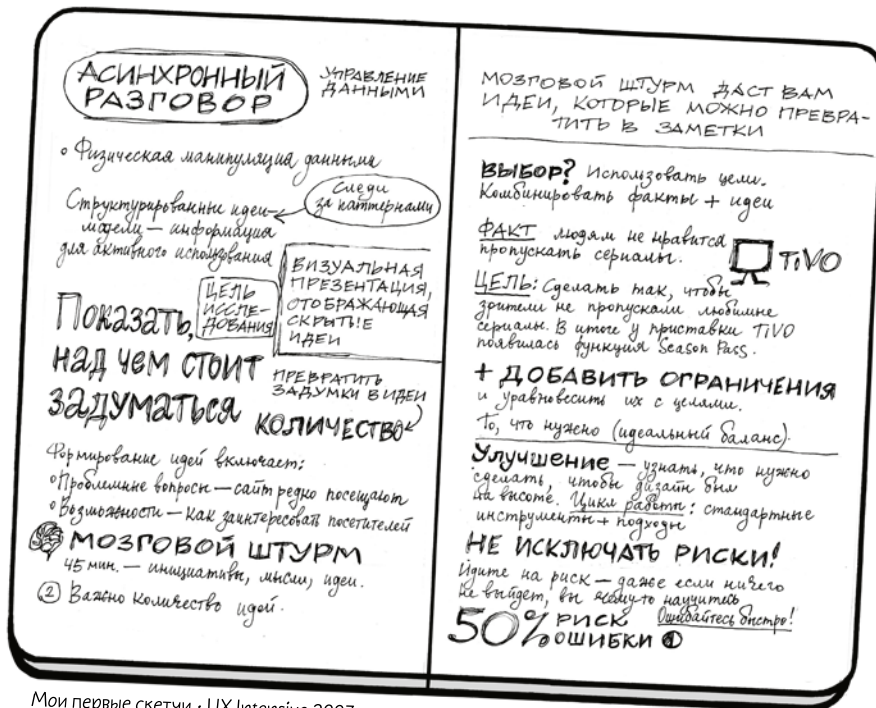 АСИНХРОННЫЙ
РАЗГОВОР
УПРАВЛЕНИЕ
ДАННЫМИ
• Физическая манипуляция данными
Следи
за паттернами
Структурированные идеи-
модели — информация
для активного использования
ЦЕЛЬ
ИССЛЕ-
ДОВАНИЯ
ВИЗУАЛЬНАЯ
ПРЕЗЕНТАЦИЯ,
ОТОБРАЖАЮЩАЯ
СКРЫТЫЕ
ИДЕИ
Показать,
над чем стоит
задуматься
ПРЕВРАТИТЬ
ЗАДУМКИ В ИДЕИ
КОЛИЧЕСТВО
Формирование идей включает:
• Проблемные вопросы — сайт редко посещают
• Возможности — как заинтересовать посетителей
МОЗГОВОЙ ШТУРМ
45 мин. — инициативы, мысли, идеи.
② Важно количество идей.
МОЗГОВОЙ ШТУРМ ДАСТ ВАМ
ИДЕИ, КОТОРЫЕ МОЖНО ПРЕВРА-
ТИТЬ В ЗАМЕТКИ
ВЫБОР? Использовать цели.
Комбинировать факты + идеи
ФАКТ людям не нравится
пропускать сериалы.
TiVO
ЦЕЛЬ: Сделать так, чтобы
зрители не пропускали любимые
сериалы. В итоге у приставки TiVO
появилась функция Season Pass.
+ ДОБАВИТЬ ОГРАНИЧЕНИЯ
и уравновесить их с целями.
То, что нужно (идеальный баланс).
Улучшение — узнать, что нужно
сделать, чтобы дизайн был
на высоте. Цикл работы: стандартные
инструменты + подходы
НЕ ИСКЛЮЧАТЬ РИСКИ!
Идите на риск — даже если ничего
не выйдет, вы чему-то научитесь
Ошибайтесь быстро!
50% РИСК
ОШИБКИ ①
Мои первые скетчи • UX Intensive 2007